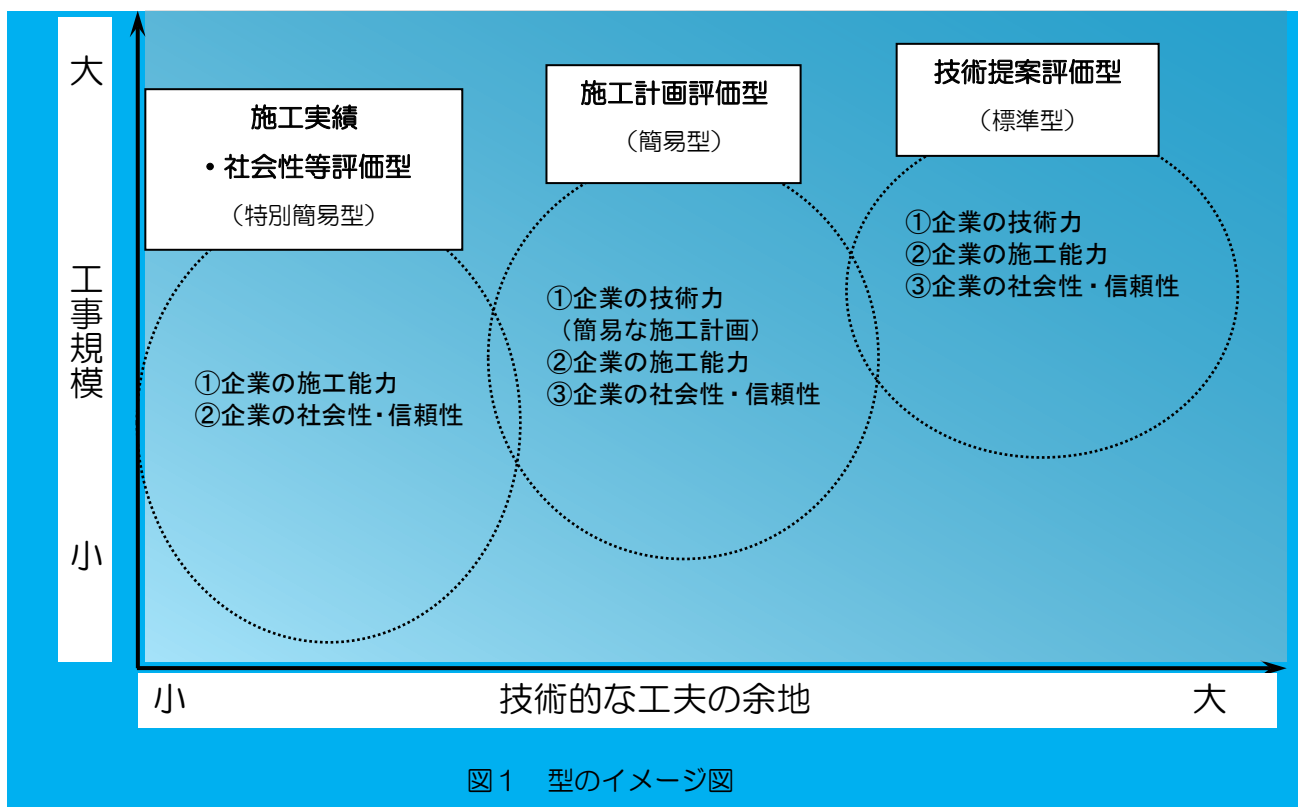 大
工事規模
小
施工実績
・社会性等評価型
（特別簡易型）
①企業の施工能力
②企業の社会性・信頼性
施工計画評価型
（簡易型）
①企業の技術力
（簡易な施工計画）
②企業の施工能力
③企業の社会性・信頼性
技術提案評価型
（標準型）
①企業の技術力
②企業の施工能力
③企業の社会性・信頼性
小　技術的な工夫の余地　大
図１　型のイメージ図